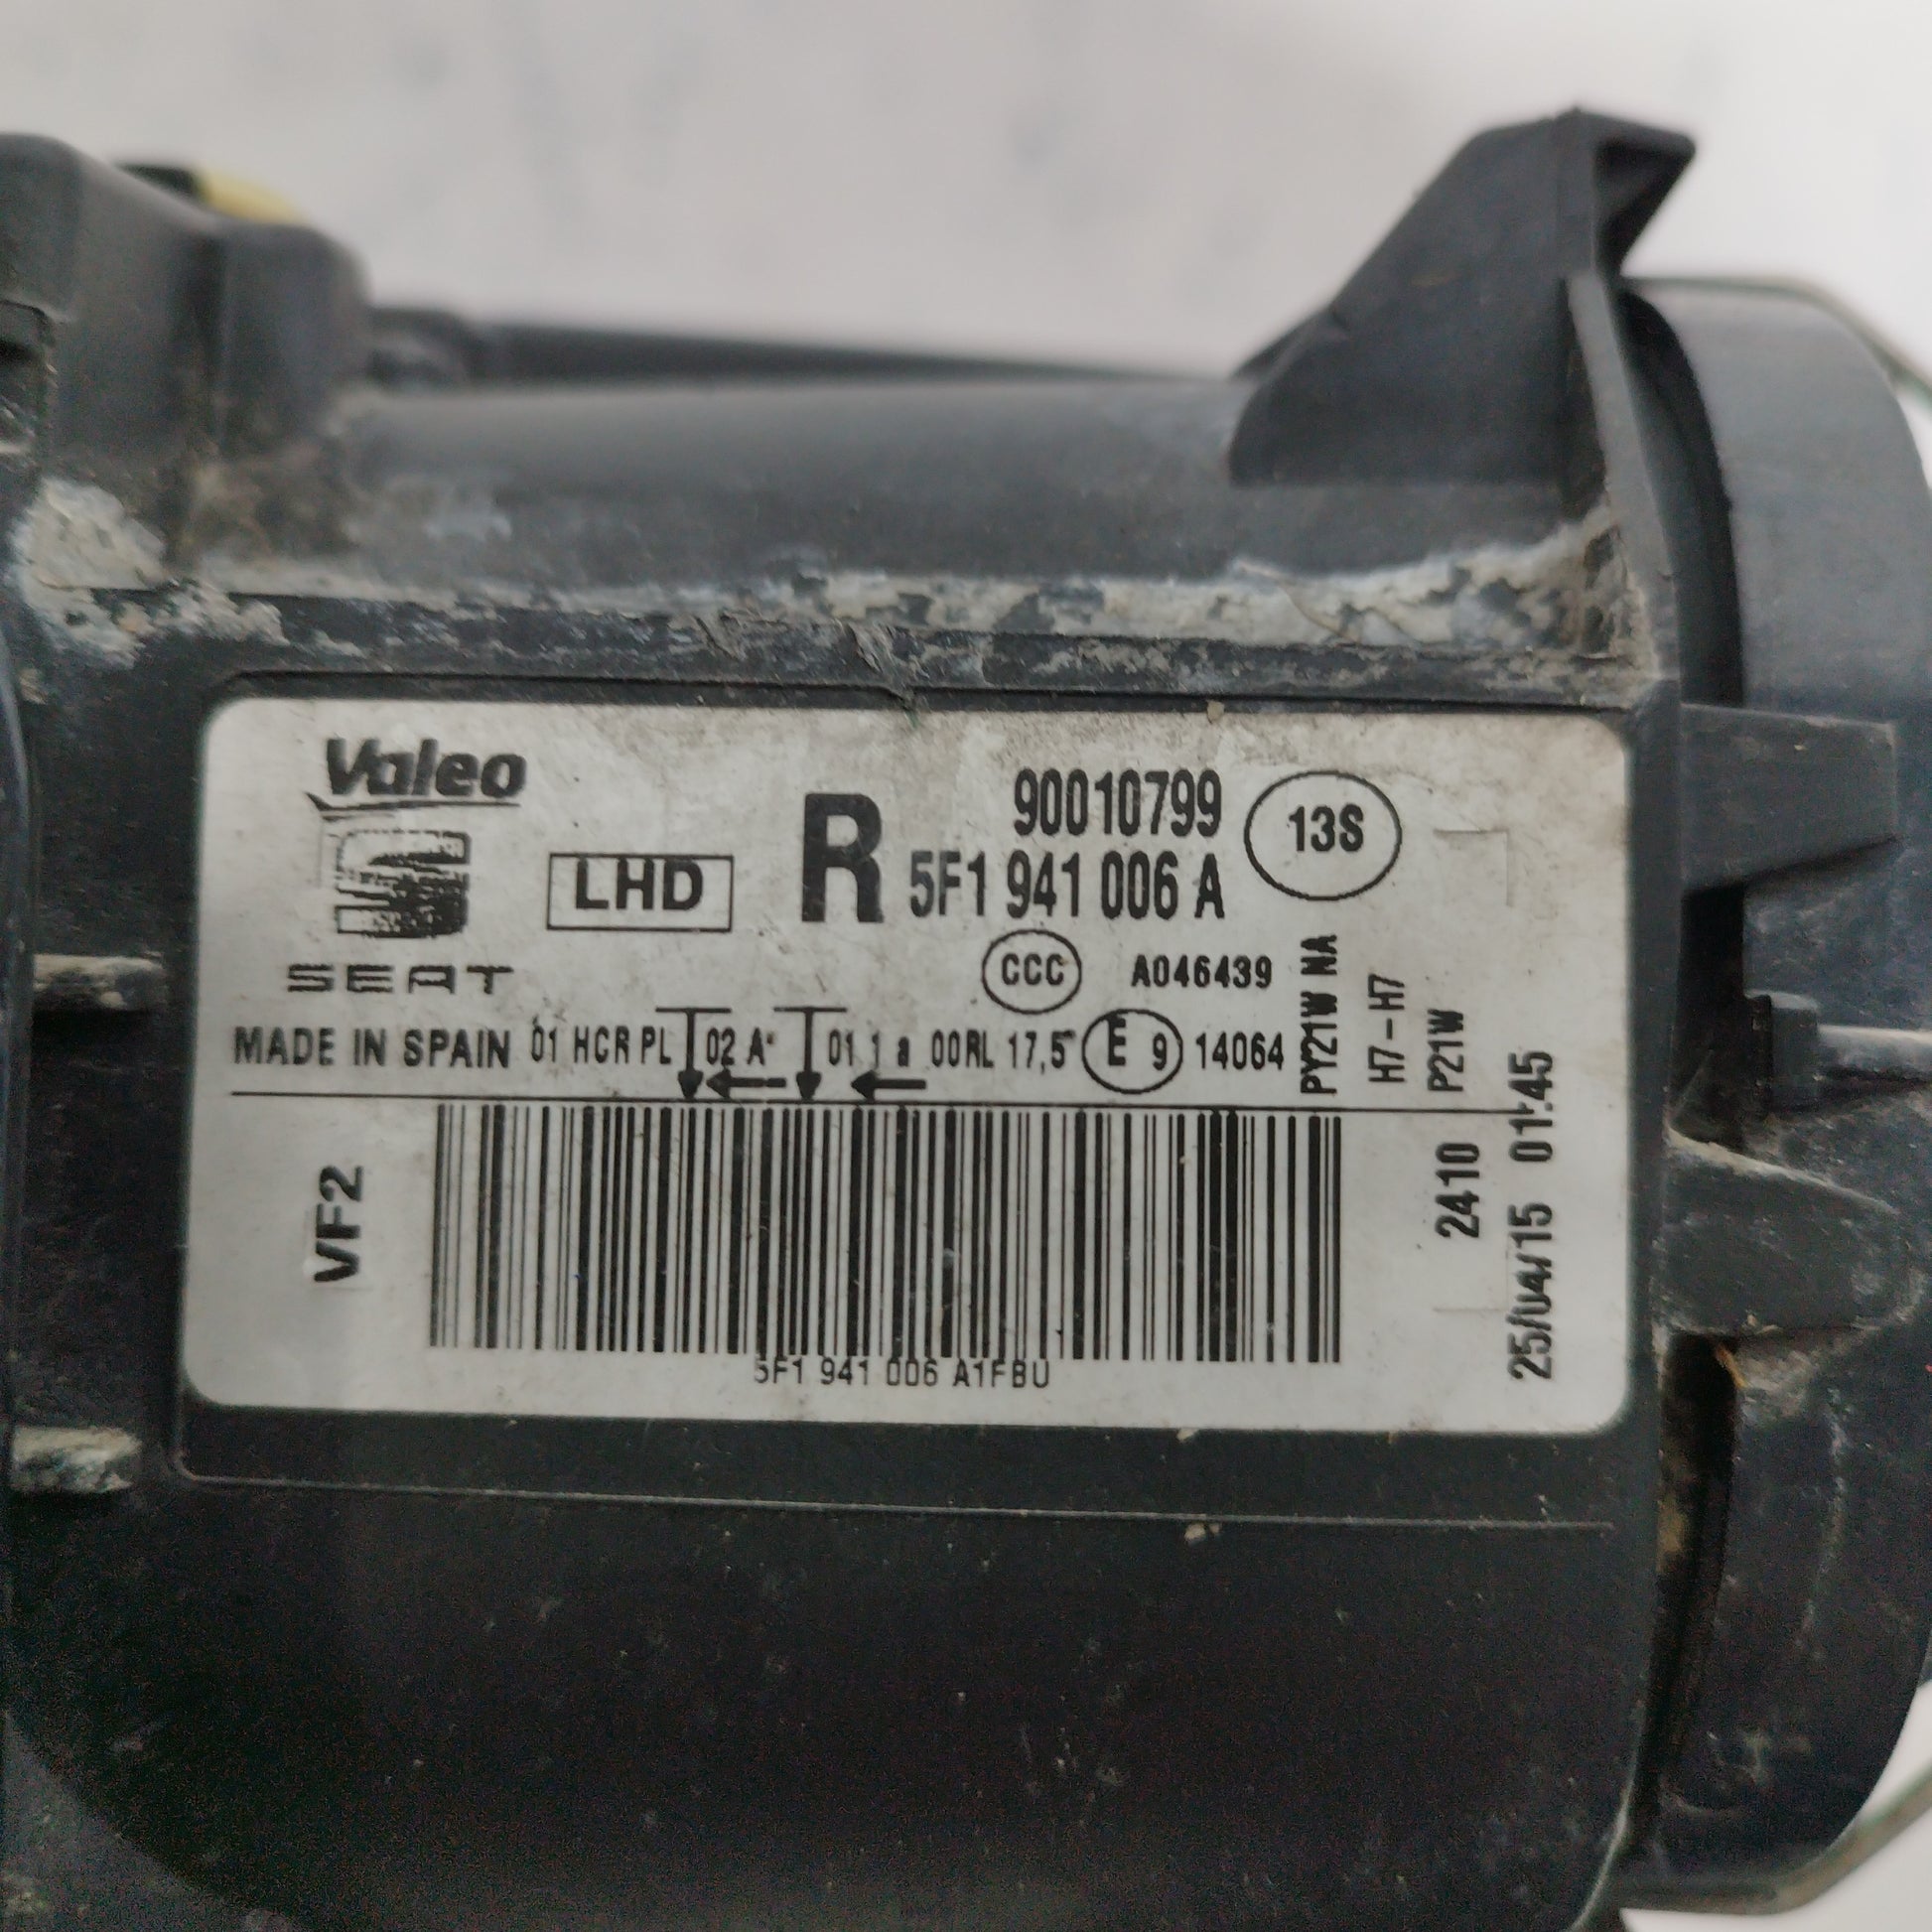 Valeo
90010799
13S
LHD
R
5F1 941 006 A
SEAT
CCC
A046439
MADE IN SPAIN 01 HCR PL 02 A 01 1 a 00RL 17,5 E 9 14064
PY21W NA
H7-H7
P21W
VF2
2410
25/04/15 01:45
5F1 941 006 A1FBU